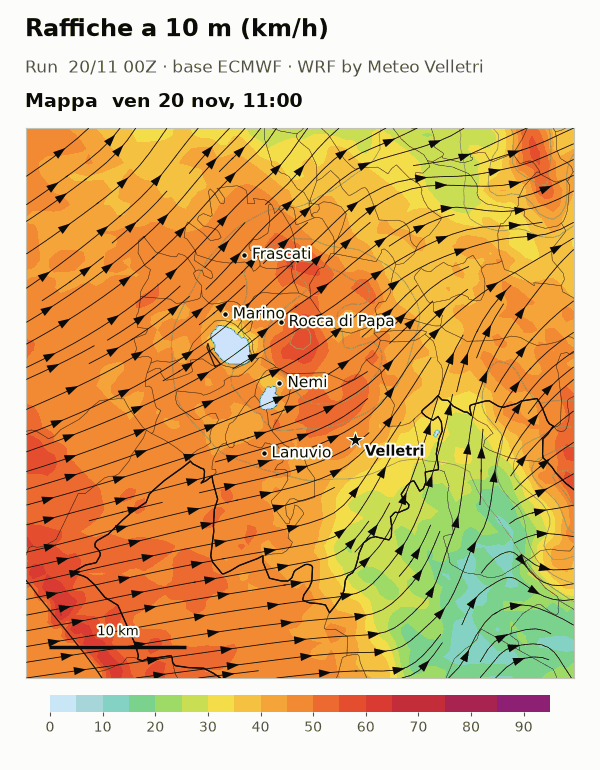 Raffiche a 10 m (km/h)
Run  20/11 00Z · base ECMWF · WRF by Meteo Velletri
Mappa  ven 20 nov, 11:00
Frascati
Marino
Rocca di Papa
Nemi
Velletri
Lanuvio
10 km
0 10 20 30 40 50 60 70 80 90